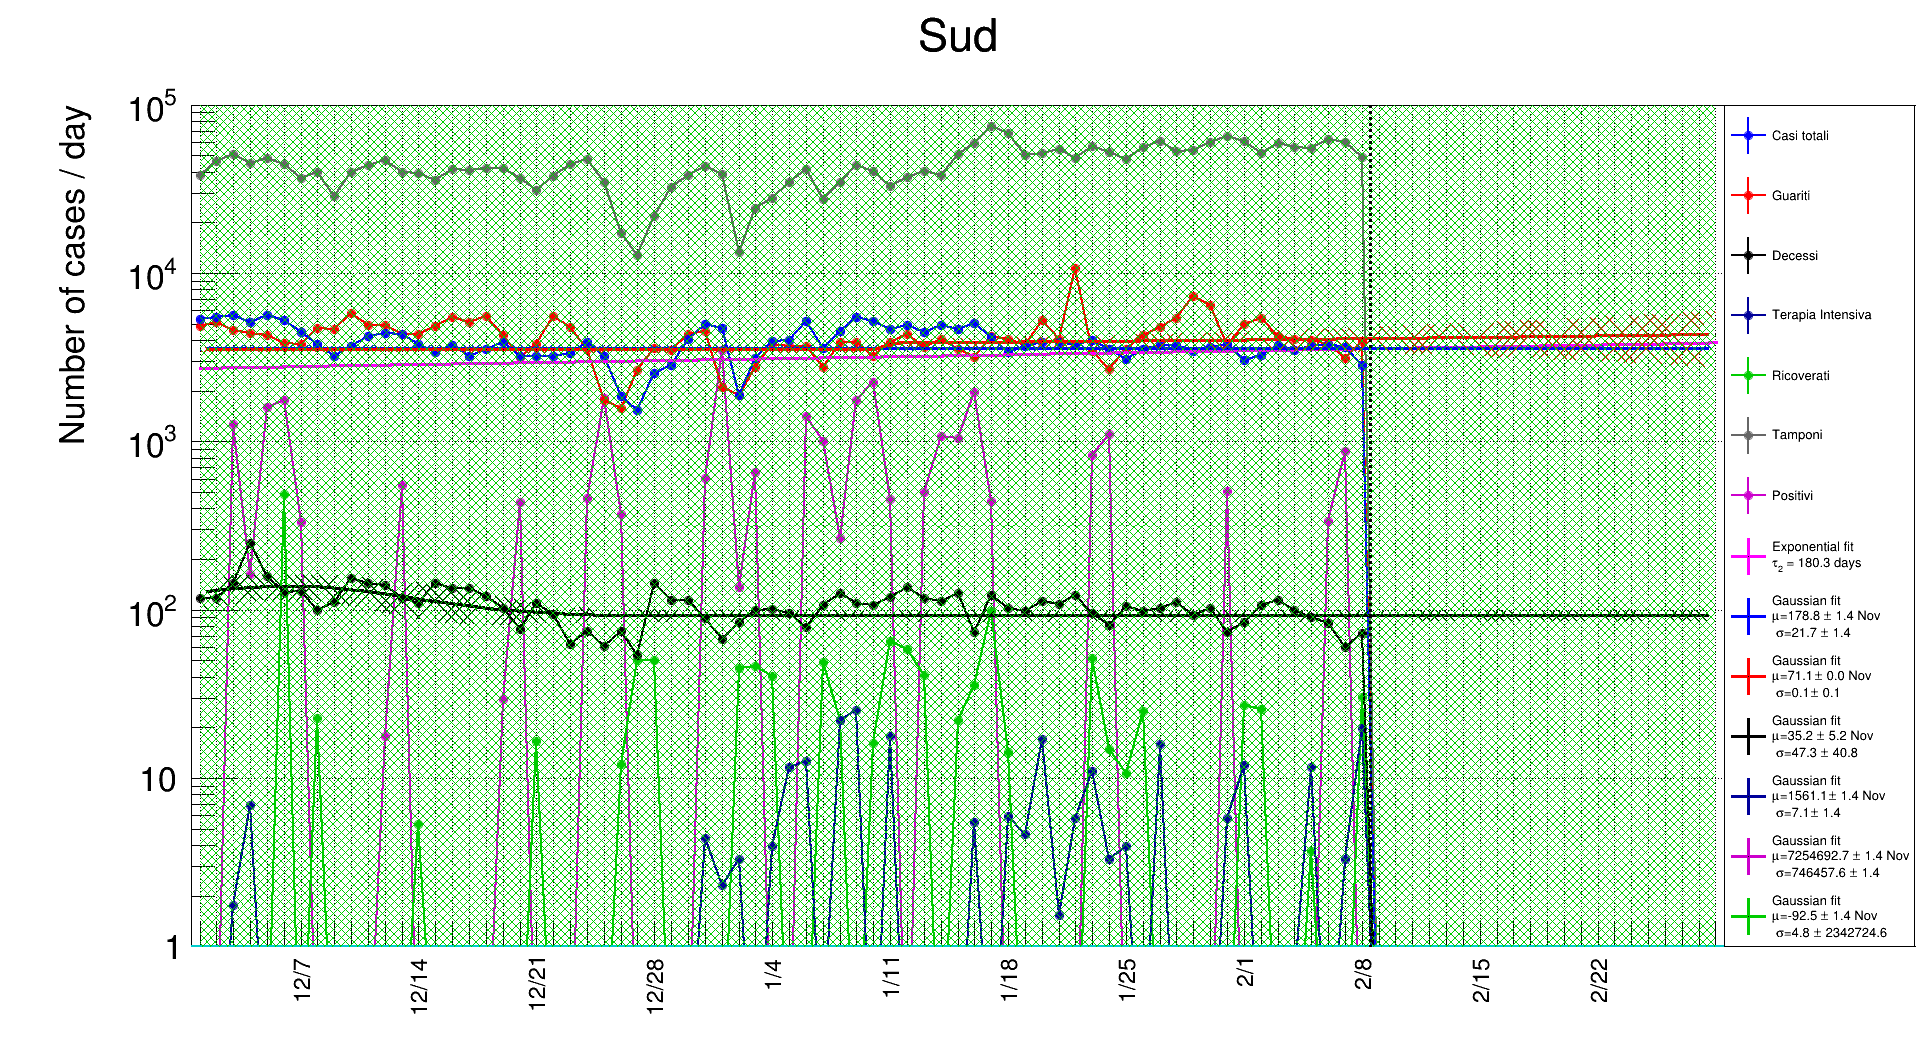 Sud
Number of cases / day
10^5
10^4
10^3
10^2
10
1
12/7
12/14
12/21
12/28
1/4
1/11
1/18
1/25
2/1
2/8
2/15
2/22
Casi totali
Guariti
Decessi
Terapia Intensiva
Ricoverati
Tamponi
Positivi
Exponential fit
τ₂ = 180.3 days
Gaussian fit
μ=178.8 ± 1.4 Nov
σ=21.7 ± 1.4
Gaussian fit
μ=71.1 ± 0.0 Nov
σ=0.1 ± 0.1
Gaussian fit
μ=35.2 ± 5.2 Nov
σ=47.3 ± 40.8
Gaussian fit
μ=1561.1 ± 1.4 Nov
σ=7.1 ± 1.4
Gaussian fit
μ=7254692.7 ± 1.4 Nov
σ=746457.6 ± 1.4
Gaussian fit
μ=-92.5 ± 1.4 Nov
σ=4.8 ± 2342724.6